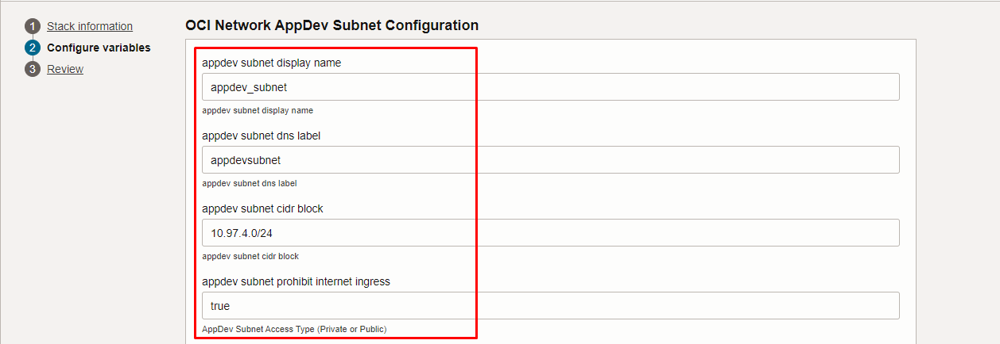 1 Stack information
2 Configure variables
3 Review
OCI Network AppDev Subnet Configuration
appdev subnet display name
appdev_subnet
appdev subnet display name
appdev subnet dns label
appdevsubnet
appdev subnet dns label
appdev subnet cidr block
10.97.4.0/24
appdev subnet cidr block
appdev subnet prohibit internet ingress
true
AppDev Subnet Access Type (Private or Public)